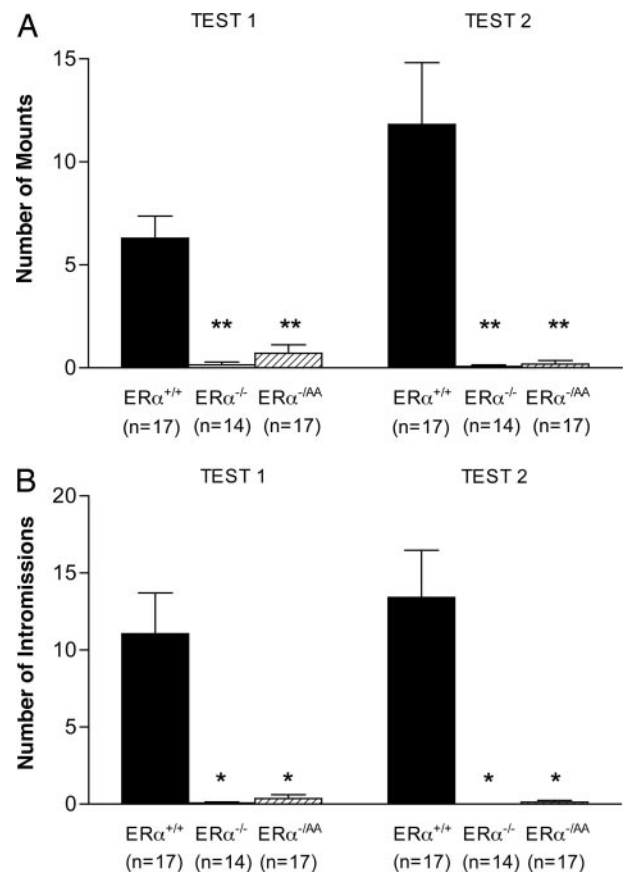 A
TEST 1 TEST 2
Number of Mounts
15
10
5
0
** ** ** **
ERα+/+ ERα-/- ERα-/AA ERα+/+ ERα-/- ERα-/AA
(n=17) (n=14) (n=17) (n=17) (n=14) (n=17)
B
TEST 1 TEST 2
Number of Intromissions
20
15
10
5
0
* * * *
ERα+/+ ERα-/- ERα-/AA ERα+/+ ERα-/- ERα-/AA
(n=17) (n=14) (n=17) (n=17) (n=14) (n=17)